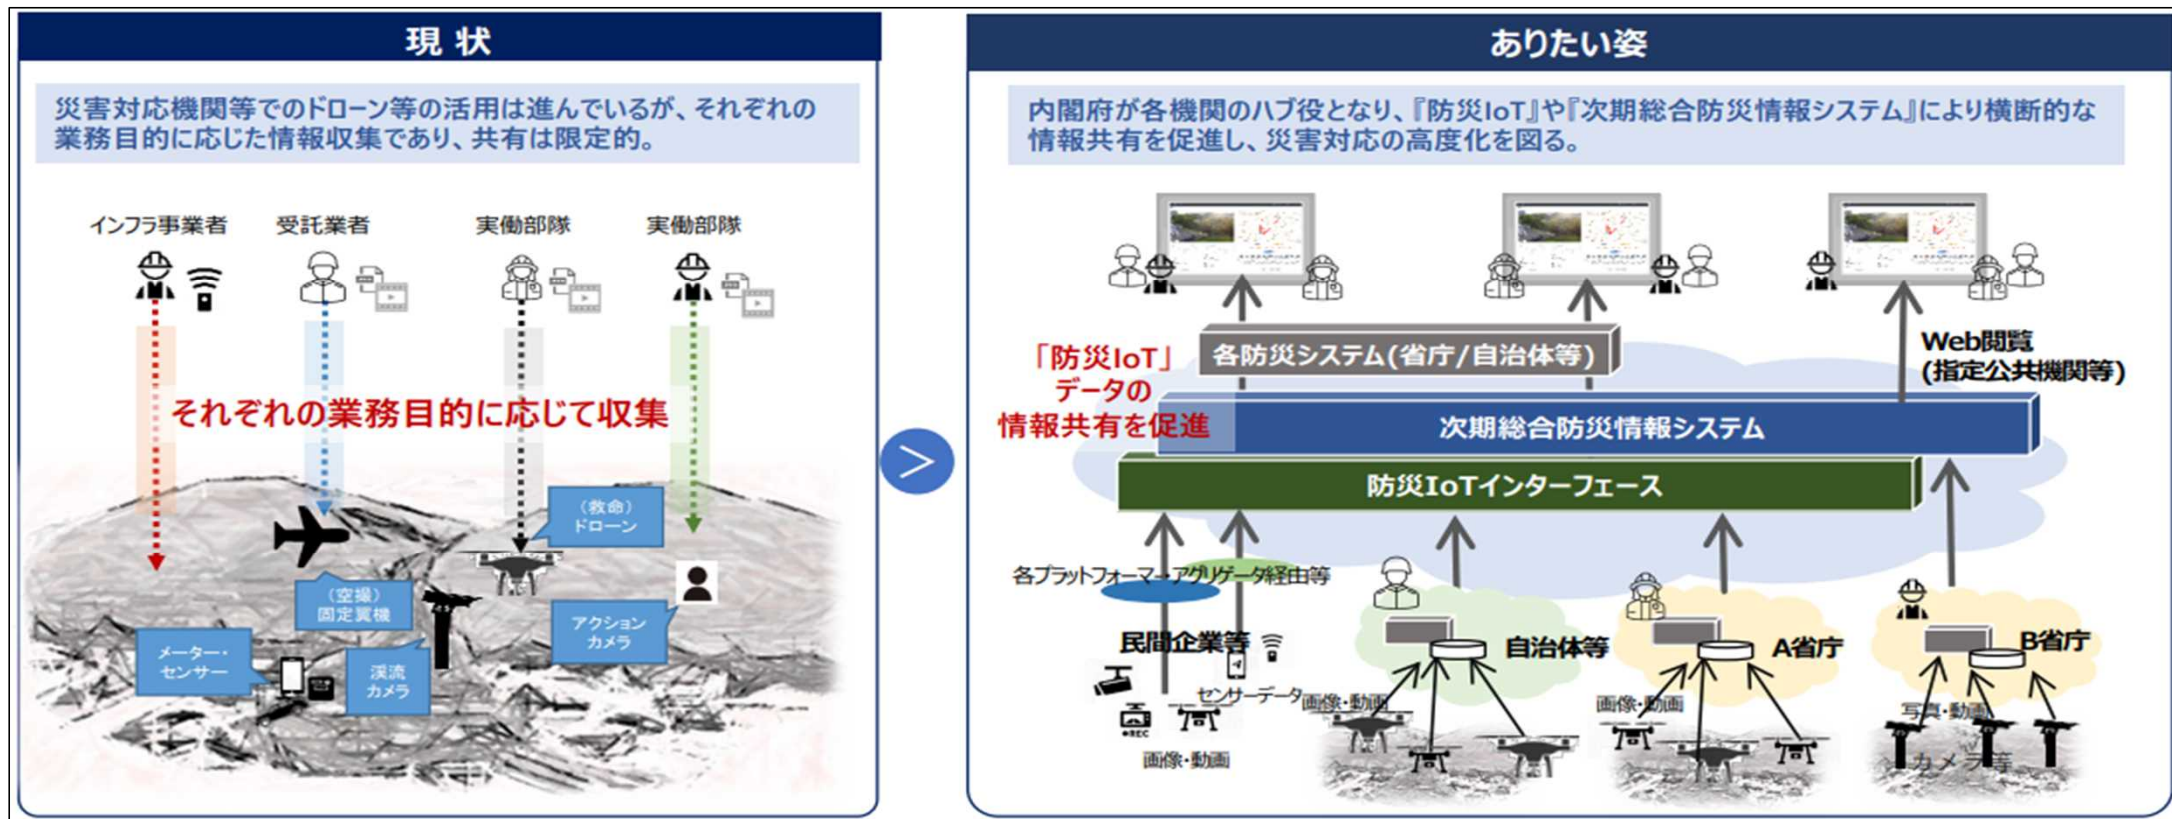 現 状
災害対応機関等でのドローン等の活用は進んでいるが、それぞれの
業務目的に応じた情報収集であり、共有は限定的。
インフラ事業者
受託業者
実働部隊
実働部隊
それぞれの業務目的に応じて収集
（救命）
ドローン
（空撮）
固定翼機
アクション
カメラ
メーター・
センサー
渓流
カメラ
＞
ありたい姿
内閣府が各機関のハブ役となり、『防災IoT』や『次期総合防災情報システム』により横断的な
情報共有を促進し、災害対応の高度化を図る。
「防災IoT」
データの
情報共有を促進
各防災システム(省庁/自治体等)
Web閲覧
(指定公共機関等)
次期総合防災情報システム
防災IoTインターフェース
各プラットフォーマー・アグリゲータ経由等
民間企業等
センサーデータ
REC
画像・動画
自治体等
画像・動画
A省庁
画像・動画
B省庁
写真・動画
カメラ等